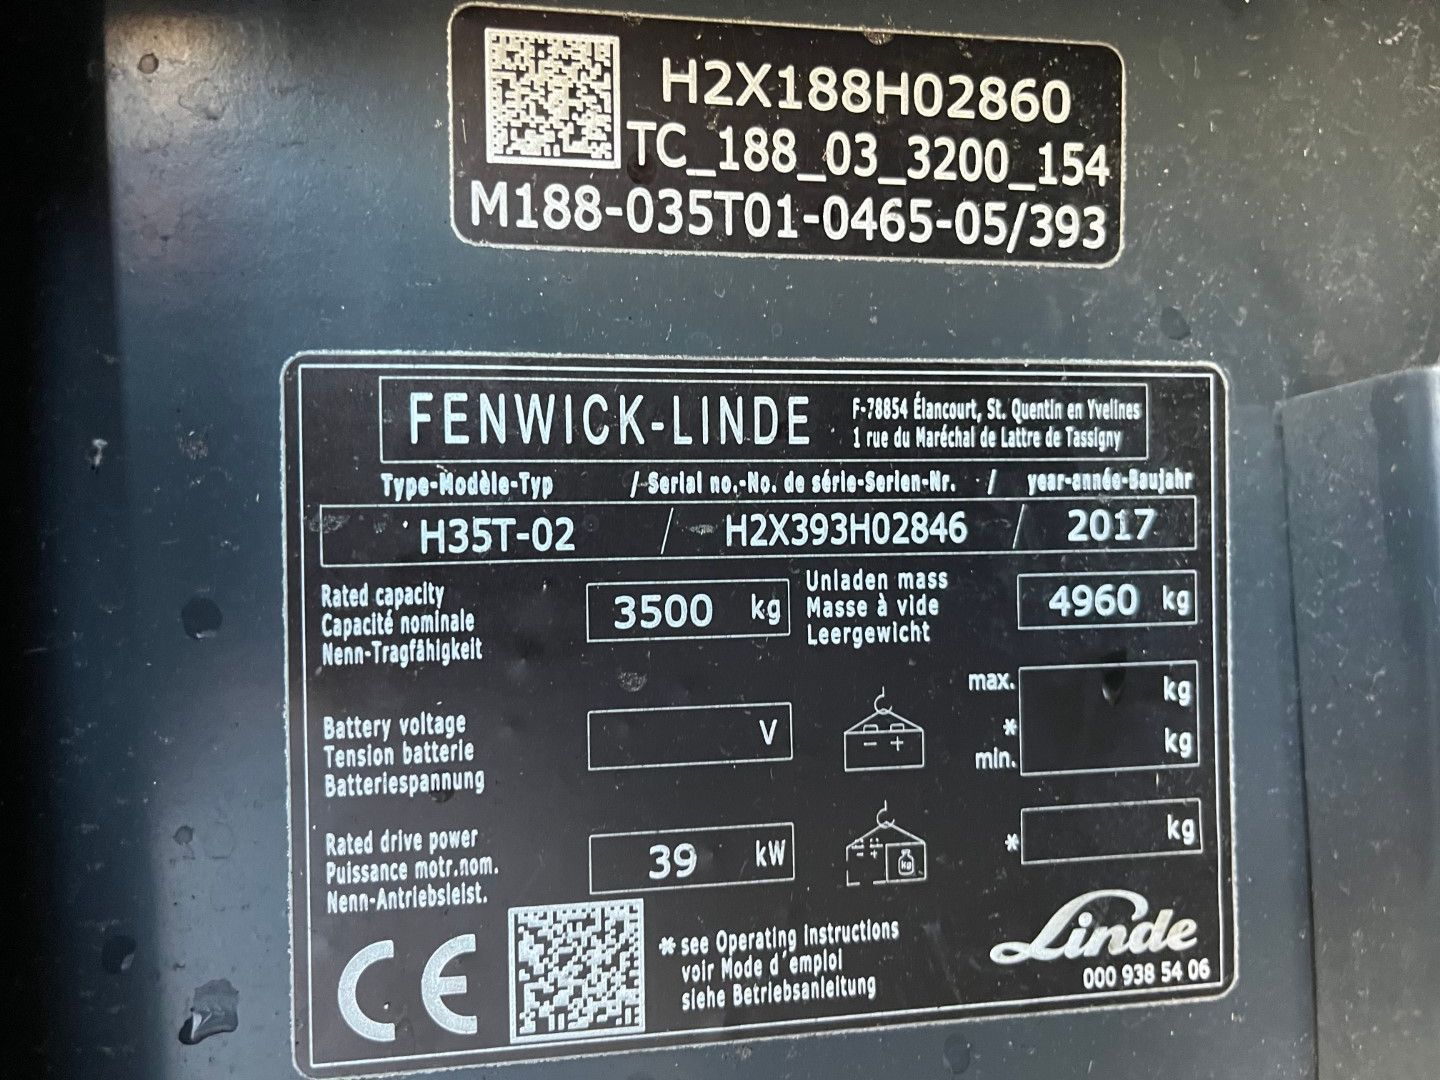 H2X188H02860
TC_188_03_3200_154
M188-035T01-0465-05/393
FENWICK-LINDE
F-78854 Élancourt, St. Quentin en Yvelines
1 rue du Maréchal de Lattre de Tassigny
Type-Modèle-Typ / Serial no.-No. de série-Serien-Nr. / year-année-Baujahr
H35T-02 / H2X393H02846 / 2017
Rated capacity
Capacité nominale
Nenn-Tragfähigkeit
3500 kg
Unladen mass
Masse à vide
Leergewicht
4960 kg
Battery voltage
Tension batterie
Batteriespannung
V
- +
max. kg
*
min. kg
Rated drive power
Puissance motr.nom.
Nenn-Antriebsleist.
39 kW
- +
kg
* kg
CE
* see Operating instructions
voir Mode d'emploi
siehe Betriebsanleitung
Linde
000 938 54 06